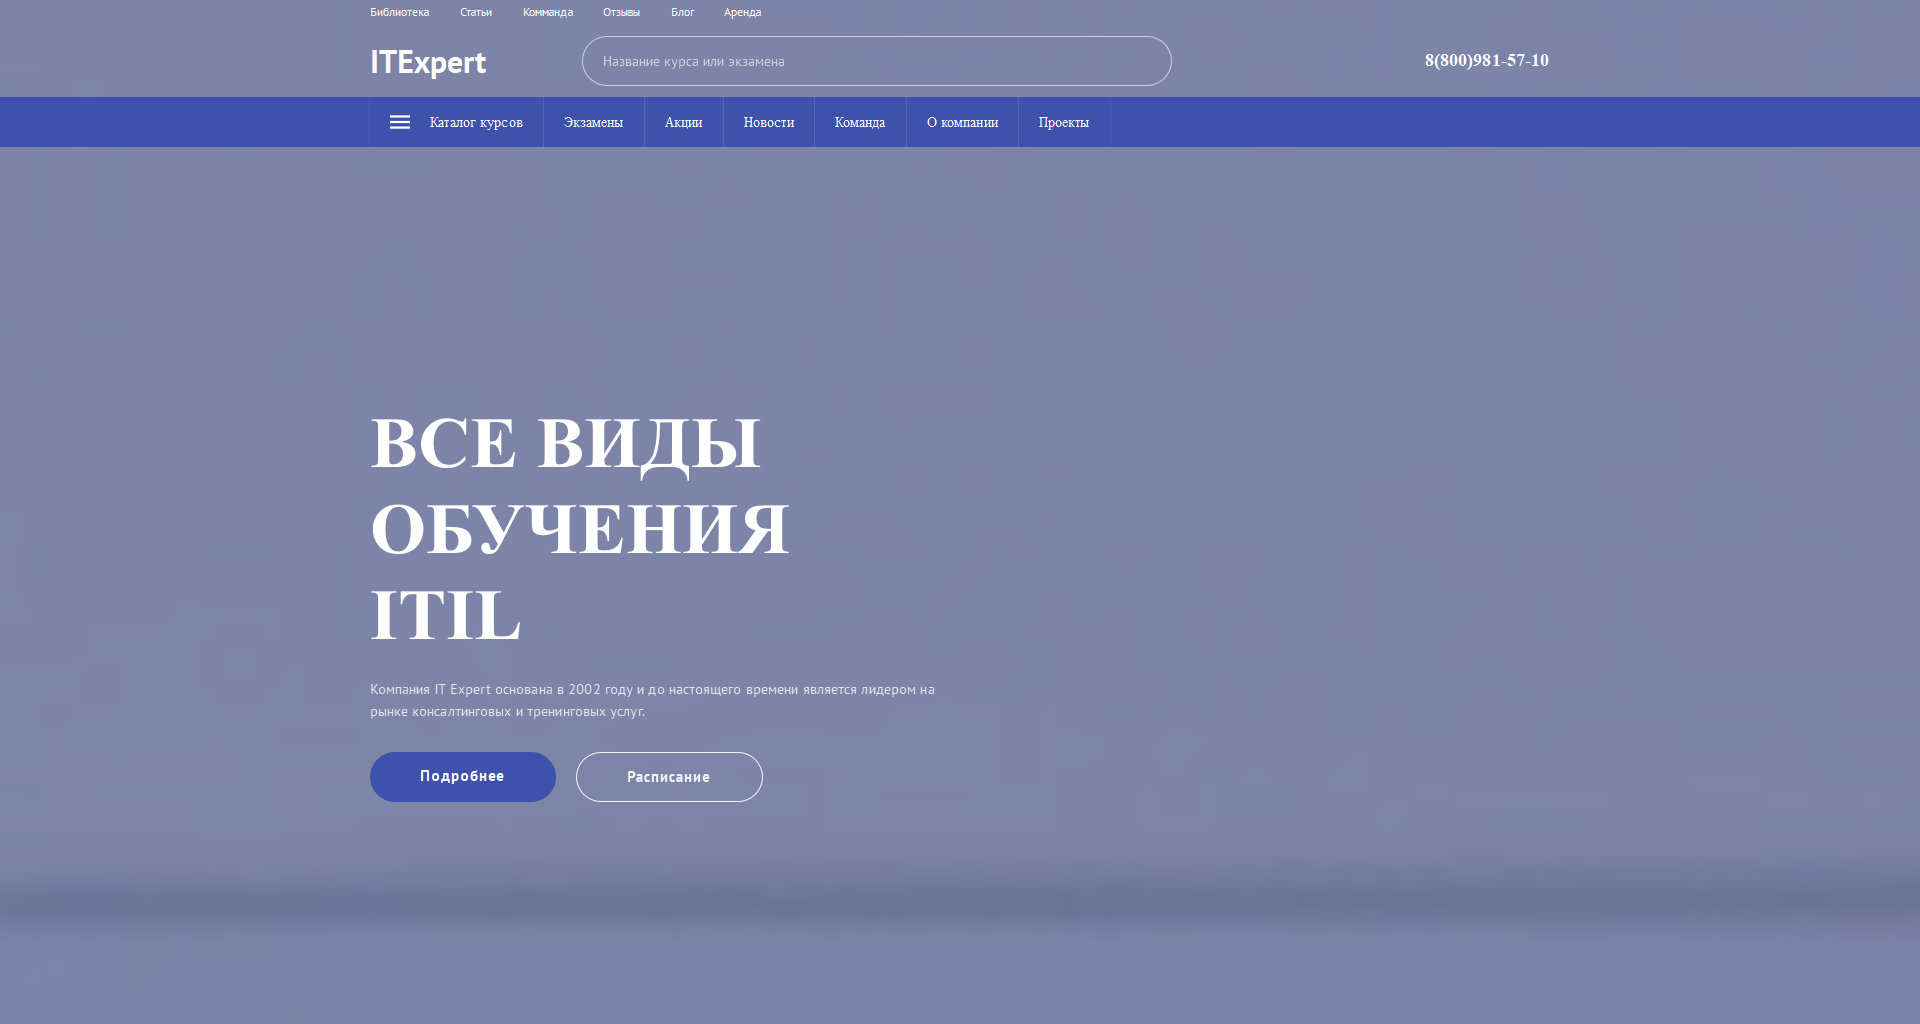 Библиотека Статьи Комманда Отзывы Блог Аренда
ITExpert Название курса или экзамена 8(800)981-57-10
Каталог курсов Экзамены Акции Новости Команда О компании Проекты
ВСЕ ВИДЫ
ОБУЧЕНИЯ
ITIL
Компания IT Expert основана в 2002 году и до настоящего времени является лидером на
рынке консалтинговых и тренинговых услуг.
Подробнее Расписание